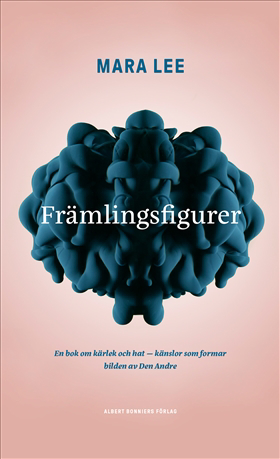 MARA LEE
Främlingsfigurer
En bok om kärlek och hat — känslor som formar
bilden av Den Andre
ALBERT BONNIERS FÖRLAG